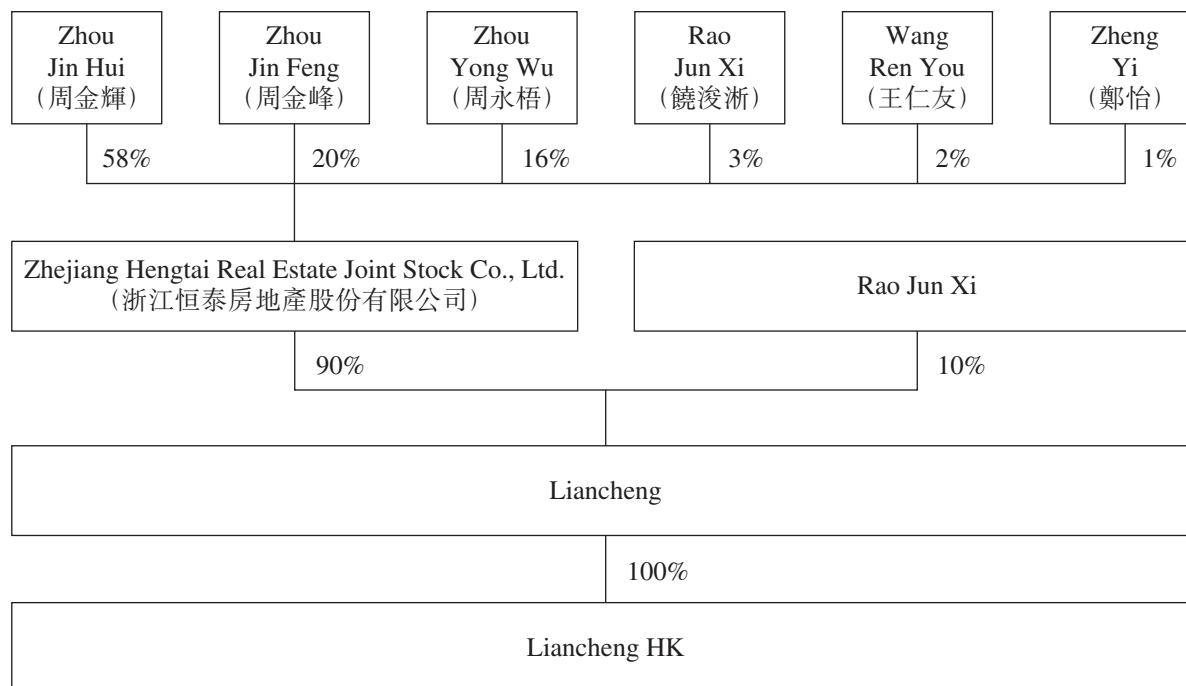 Zhou
Jin Hui
（周金輝）
Zhou
Jin Feng
（周金峰）
Zhou
Yong Wu
（周永梧）
Rao
Jun Xi
（饒浚淅）
Wang
Ren You
（王仁友）
Zheng
Yi
（鄭怡）
58%
20%
16%
3%
2%
1%
Zhejiang Hengtai Real Estate Joint Stock Co., Ltd.
（浙江恒泰房地產股份有限公司）
Rao Jun Xi
90%
10%
Liancheng
100%
Liancheng HK